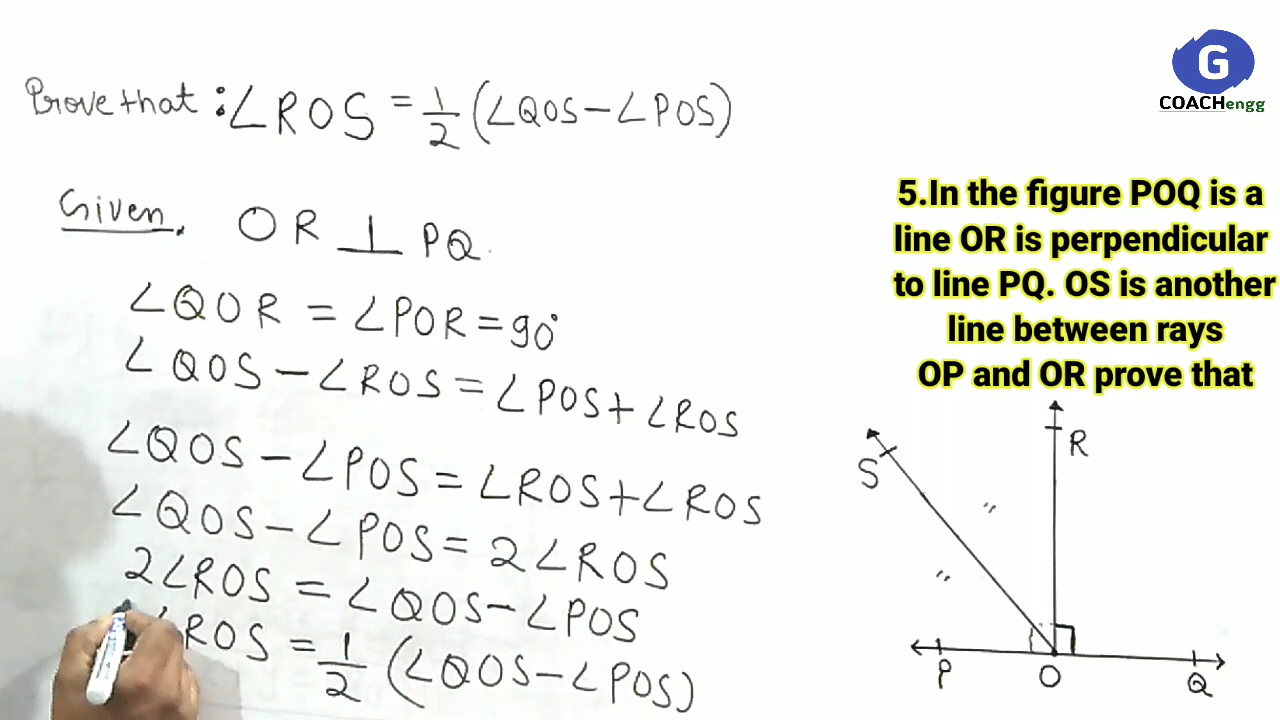 Prove that : ∠ROS = 1/2 (∠QOS − ∠POS)
Given. OR ⊥ PQ.
∠QOR = ∠POR = 90°
∠QOS − ∠ROS = ∠POS + ∠ROS
∠QOS − ∠POS = ∠ROS + ∠ROS
∠QOS − ∠POS = 2∠ROS
2∠ROS = ∠QOS − ∠POS
∠ROS = 1/2 (∠QOS − ∠POS)
G
COACHengg
5.In the figure POQ is a
line OR is perpendicular
to line PQ. OS is another
line between rays
OP and OR prove that
R
S
P
O
Q